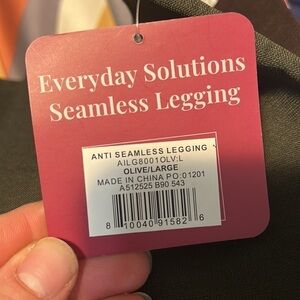 Everyday Solutions
Seamless Legging
ANTI SEAMLESS LEGGING
AILG8001OLV:L
OLIVE/LARGE
MADE IN CHINA PO:01201
A512525 B90 543
8 10040 91582 6